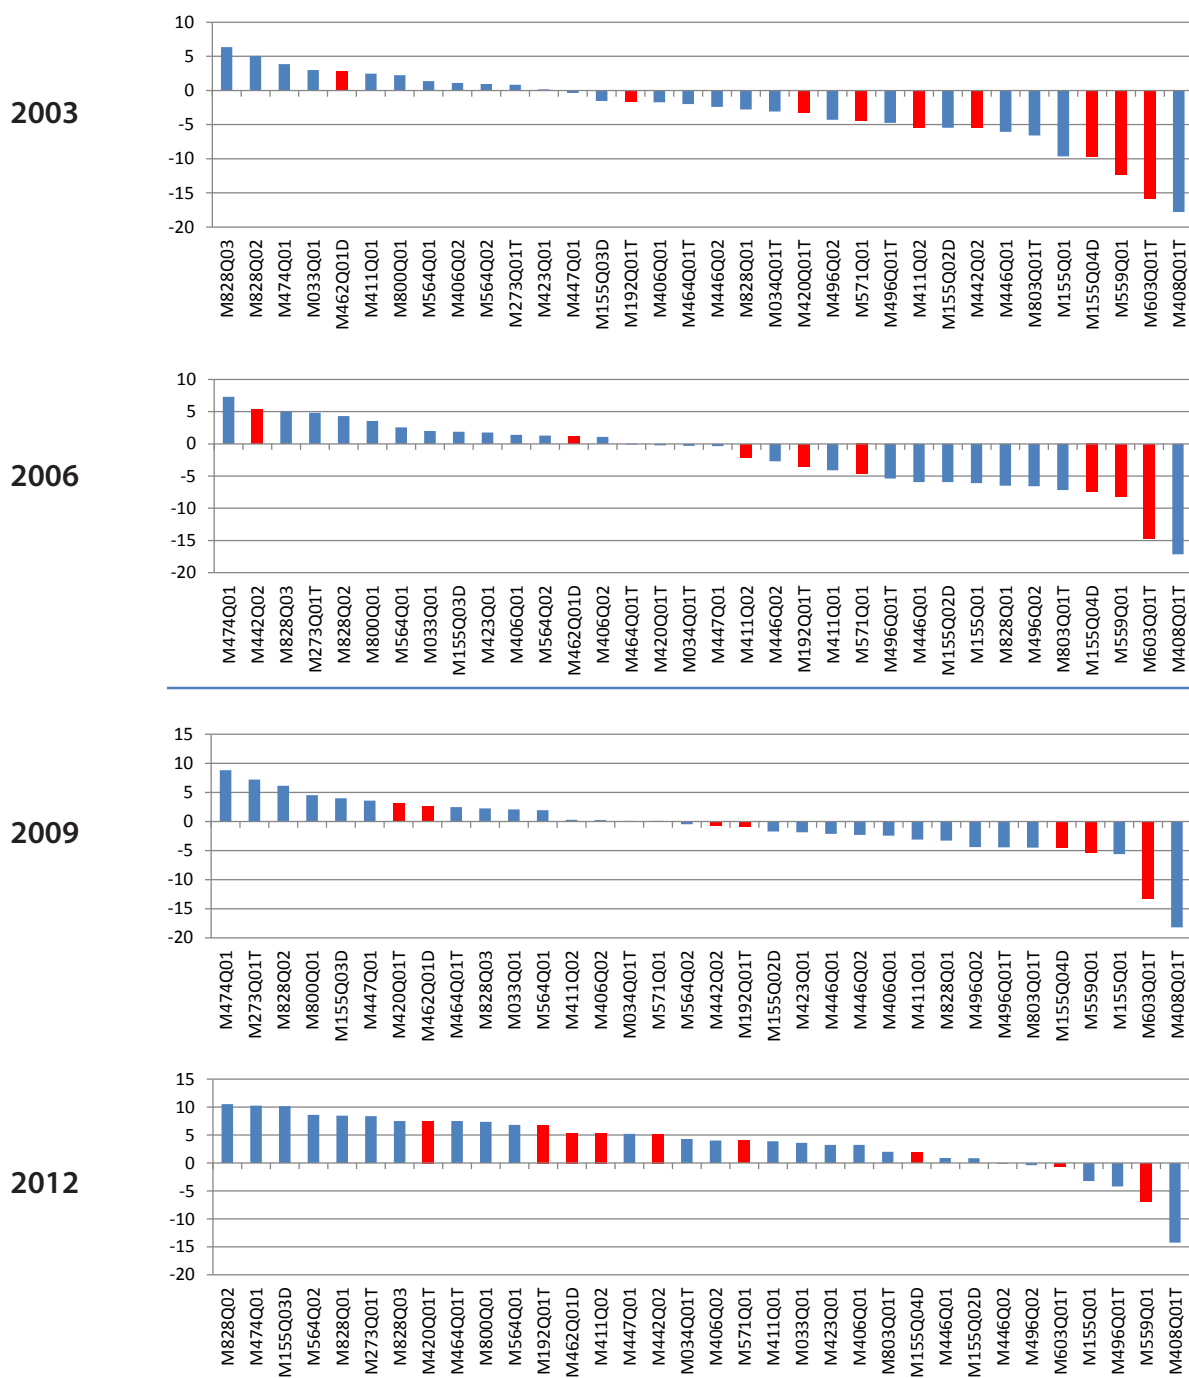 2003
10
5
0
-5
-10
-15
-20
M828Q03
M828Q02
M474Q01
M033Q01
M462Q01D
M411Q01
M800Q01
M564Q01
M406Q02
M564Q02
M273Q01T
M423Q01
M447Q01
M155Q03D
M192Q01T
M406Q01
M464Q01T
M446Q02
M828Q01
M034Q01T
M420Q01T
M496Q02
M571Q01
M496Q01T
M411Q02
M155Q02D
M442Q02
M446Q01
M803Q01T
M155Q01
M155Q04D
M559Q01
M603Q01T
M408Q01T
2006
10
5
0
-5
-10
-15
-20
M474Q01
M442Q02
M828Q03
M273Q01T
M828Q02
M800Q01
M564Q01
M033Q01
M155Q03D
M423Q01
M406Q01
M564Q02
M462Q01D
M406Q02
M464Q01T
M420Q01T
M034Q01T
M447Q01
M411Q02
M446Q02
M192Q01T
M411Q01
M571Q01
M496Q01T
M446Q01
M155Q02D
M155Q01
M828Q01
M496Q02
M803Q01T
M155Q4D
M559Q01
M603Q01T
M408Q01T
2009
15
10
5
0
-5
-10
-15
-20
M474Q01
M273Q01T
M828Q02
M800Q01
M155Q03D
M447Q01
M420Q01T
M462Q01D
M464Q01T
M828Q03
M033Q01
M564Q01
M411Q02
M406Q02
M034Q01T
M571Q01
M564Q02
M442Q02
M192Q01T
M155Q02D
M423Q01
M446Q01
M446Q02
M406Q01
M411Q01
M828Q01
M496Q02
M496Q01T
M803Q01T
M155Q04D
M559Q01
M155Q01
M603Q01T
M408Q01T
2012
15
10
5
0
-5
-10
-15
-20
M828Q02
M474Q01
M155Q03D
M564Q02
M828Q01
M273Q01T
M828Q03
M420Q01T
M464Q01T
M800Q01
M564Q01
M192Q01T
M462Q01D
M411Q02
M447Q01
M442Q02
M034Q01T
M406Q02
M571Q01
M411Q01
M033Q01
M423Q01
M406Q01
M803Q01T
M155Q4D
M446Q01
M155Q02D
M446Q02
M496Q02
M603Q01T
M155Q01
M496Q01T
M559Q01
M408Q01T